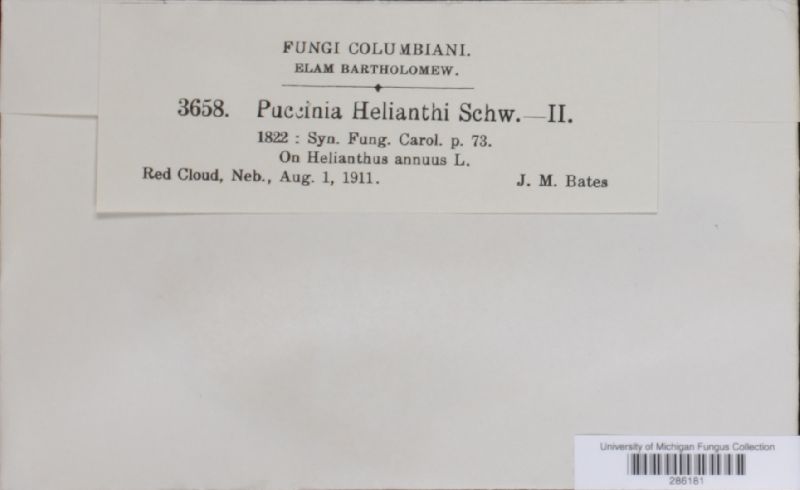 FUNGI COLUMBIANI.
ELAM BARTHOLOMEW.
3658. Puccinia Helianthi Schw.—II.
1822 : Syn. Fung. Carol. p. 73.
On Helianthus annuus L.
Red Cloud, Neb., Aug. 1, 1911. J. M. Bates
University of Michigan Fungus Collection
286181